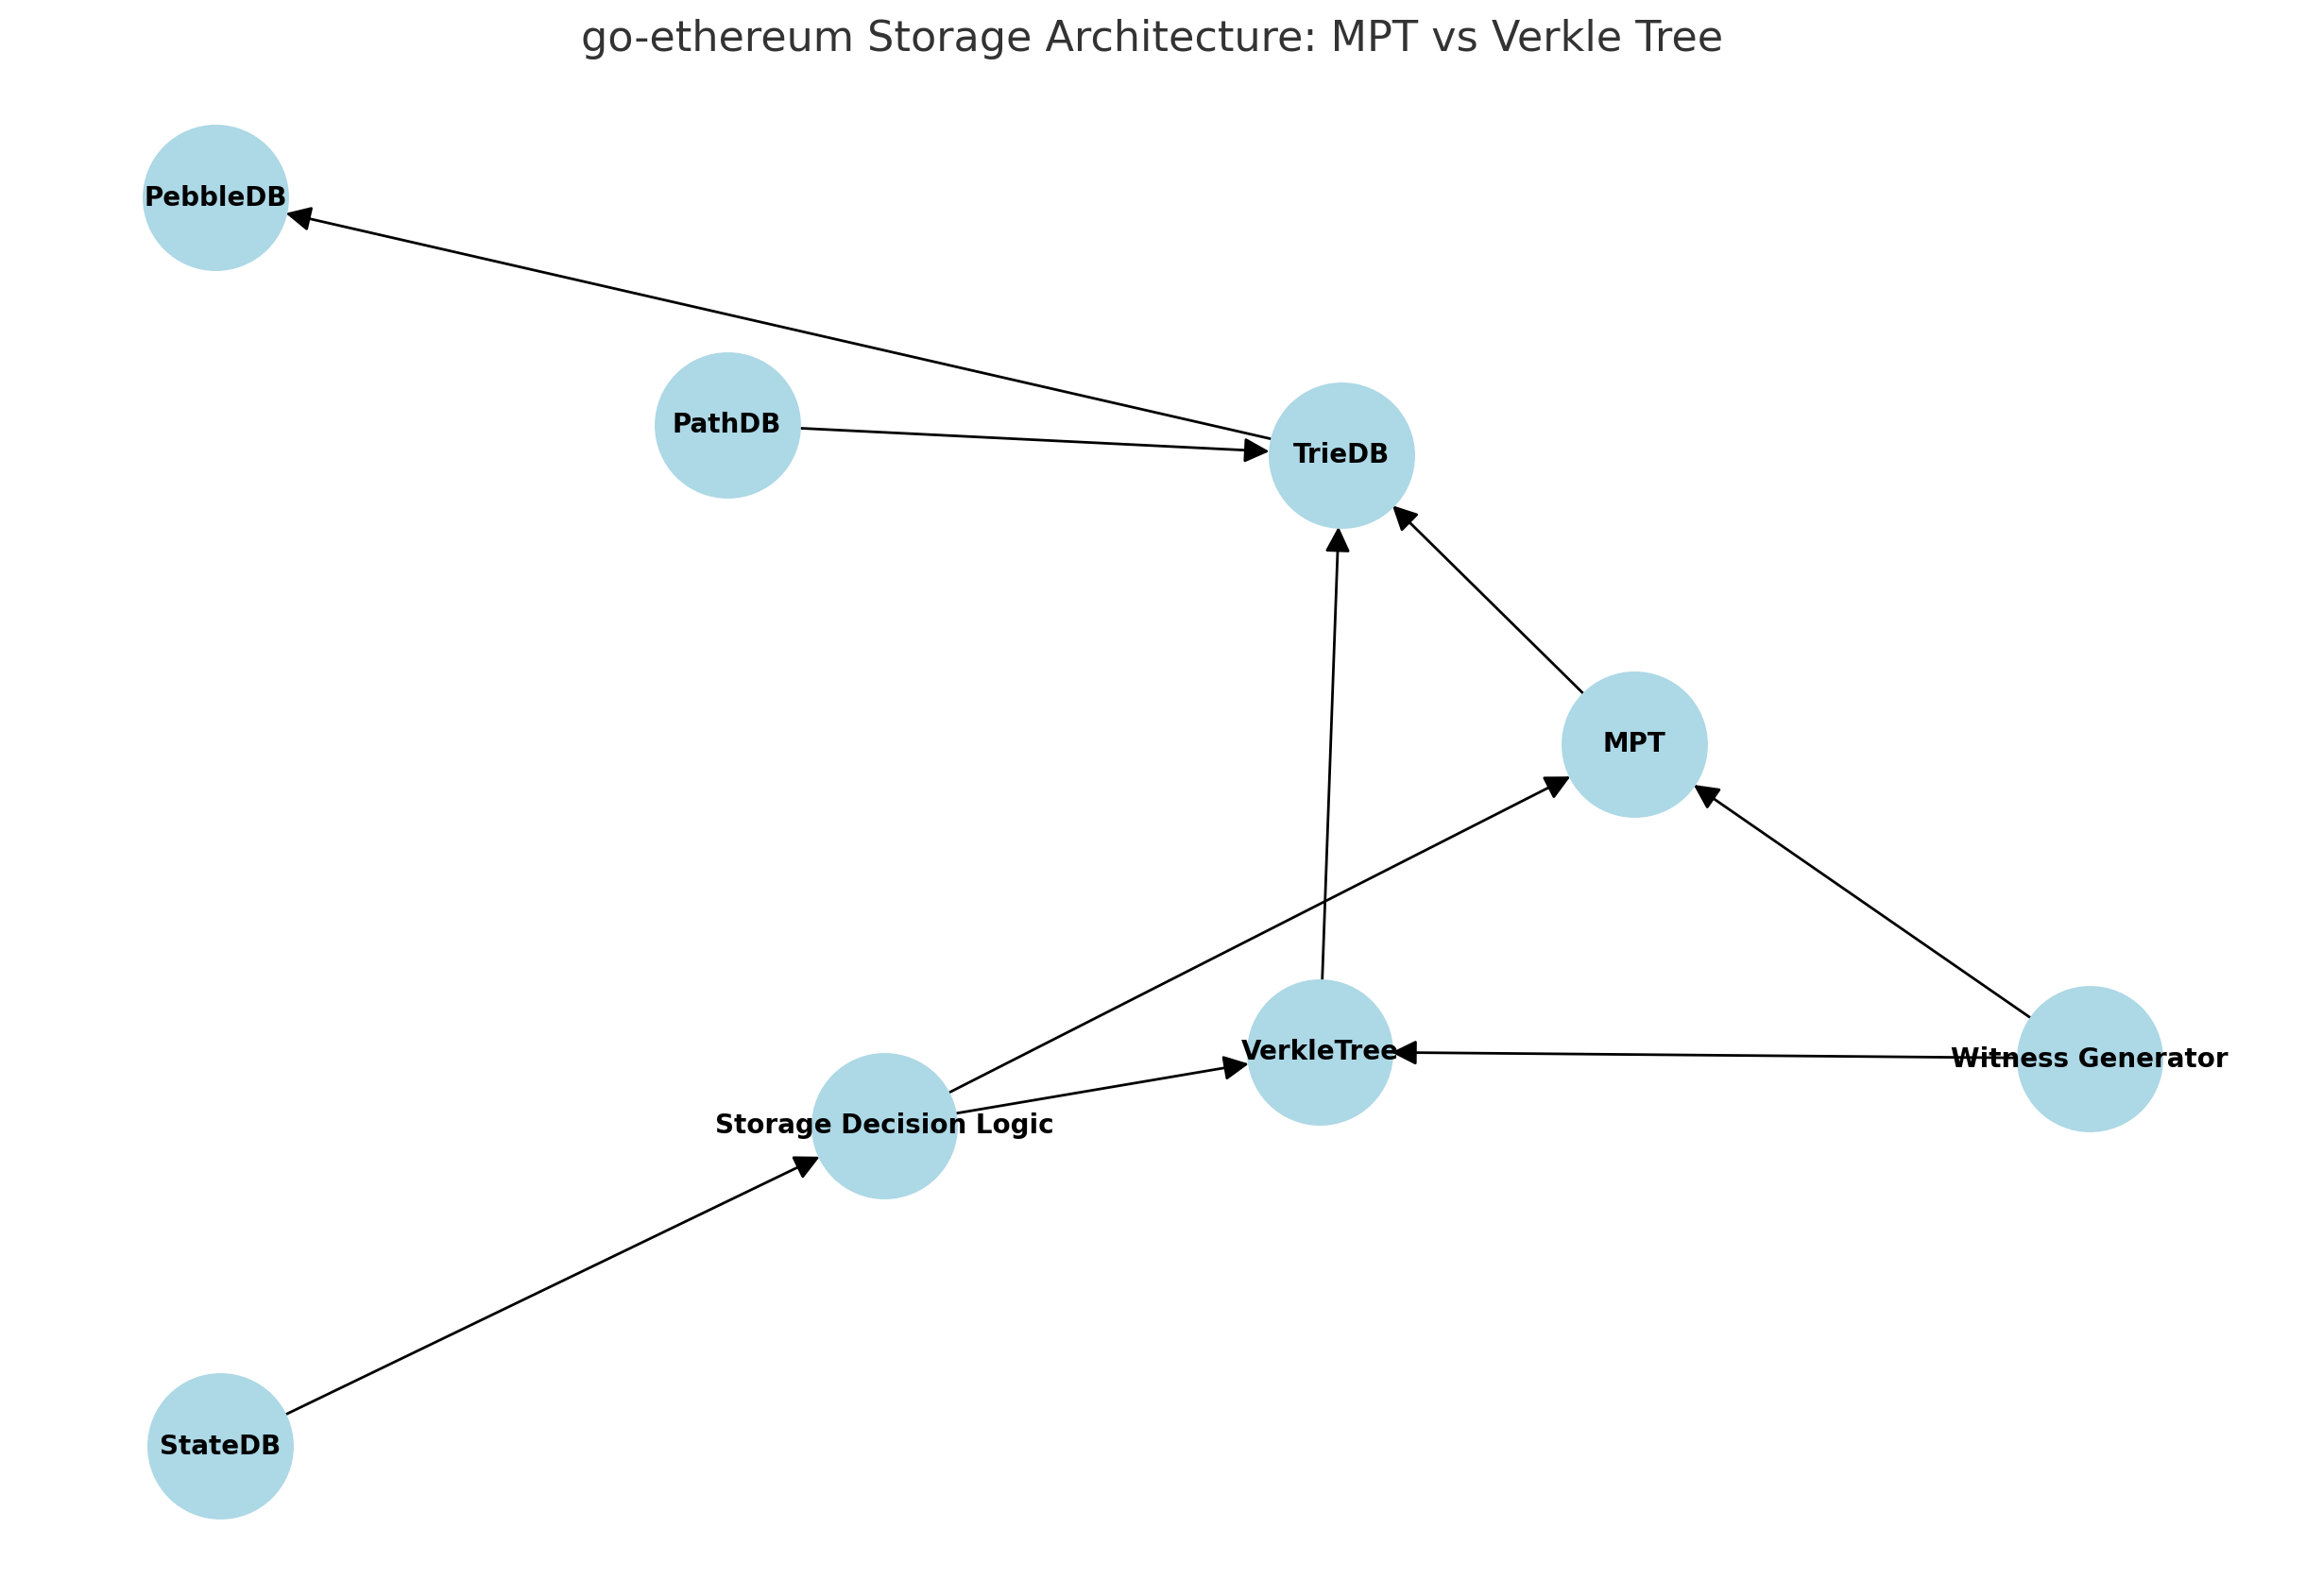 go-ethereum Storage Architecture: MPT vs Verkle Tree
PebbleDB
PathDB
TrieDB
MPT
VerkleTree
Witness Generator
Storage Decision Logic
StateDB